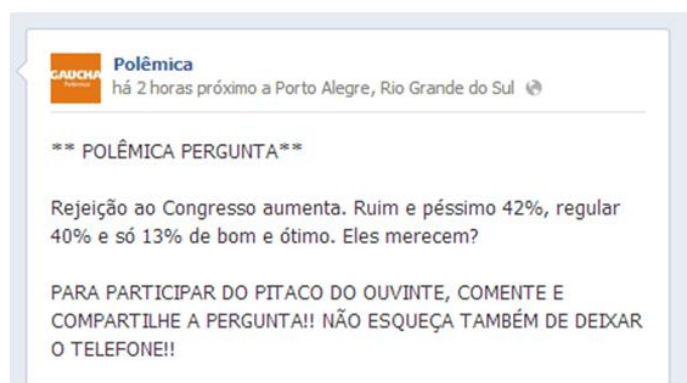 GAUCHA
Polêmica
Polêmica
há 2 horas próximo a Porto Alegre, Rio Grande do Sul
** POLÊMICA PERGUNTA**
Rejeição ao Congresso aumenta. Ruim e péssimo 42%, regular
40% e só 13% de bom e ótimo. Eles merecem?
PARA PARTICIPAR DO PITACO DO OUVINTE, COMENTE E
COMPARTILHE A PERGUNTA!! NÃO ESQUEÇA TAMBÉM DE DEIXAR
O TELEFONE!!